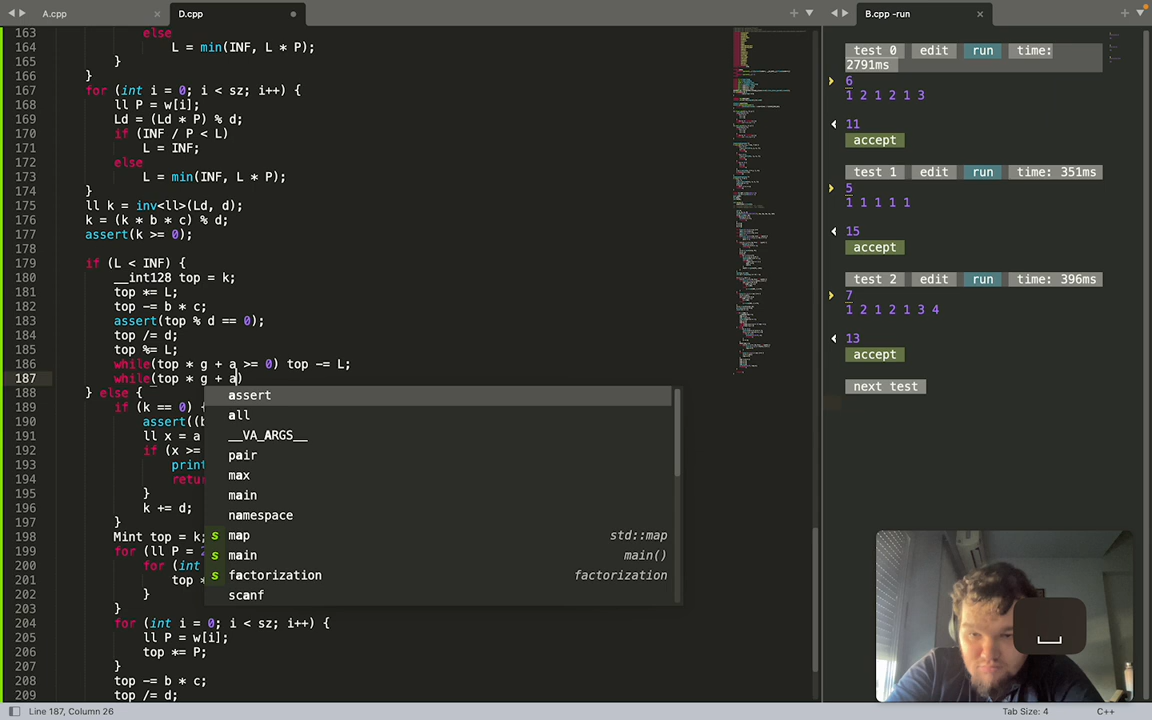 A.cpp
D.cpp
163 else
164 L = min(INF, L * P);
165 }
166 }
167 for (int i = 0; i < sz; i++) {
168 ll P = w[i];
169 Ld = (Ld * P) % d;
170 if (INF / P < L)
171 L = INF;
172 else
173 L = min(INF, L * P);
174 }
175 ll k = inv<ll>(Ld, d);
176 k = (k * b * c) % d;
177 assert(k >= 0);
178
179 if (L < INF) {
180 __int128 top = k;
181 top *= L;
182 top -= b * c;
183 assert(top % d == 0);
184 top /= d;
185 top %= L;
186 while(top * g + a >= 0) top -= L;
187 while(top * g + a)
188 } else {
189 if (k == 0) {
190 assert((b
191 ll x = a
192 if (x >=
193 print
194 retu
195 }
196 k += d;
197 }
198 Mint top = k;
199 for (ll P = 2
200 for (int
201 top *
202 }
203 }
204 for (int i = 0; i < sz; i++) {
205 ll P = w[i];
206 top *= P;
207 }
208 top -= b * c;
209 top /= d;
assert
all
__VA_ARGS__
pair
max
main
namespace
s map std::map
s main main()
s factorization factorization
scanf
B.cpp -run
test 0 edit run time: 2791ms
6
1 2 1 2 1 3
11
accept
test 1 edit run time: 351ms
5
1 1 1 1 1
15
accept
test 2 edit run time: 396ms
7
1 2 1 2 1 3 4
13
accept
next test
Line 187, Column 26
Tab Size: 4
C++